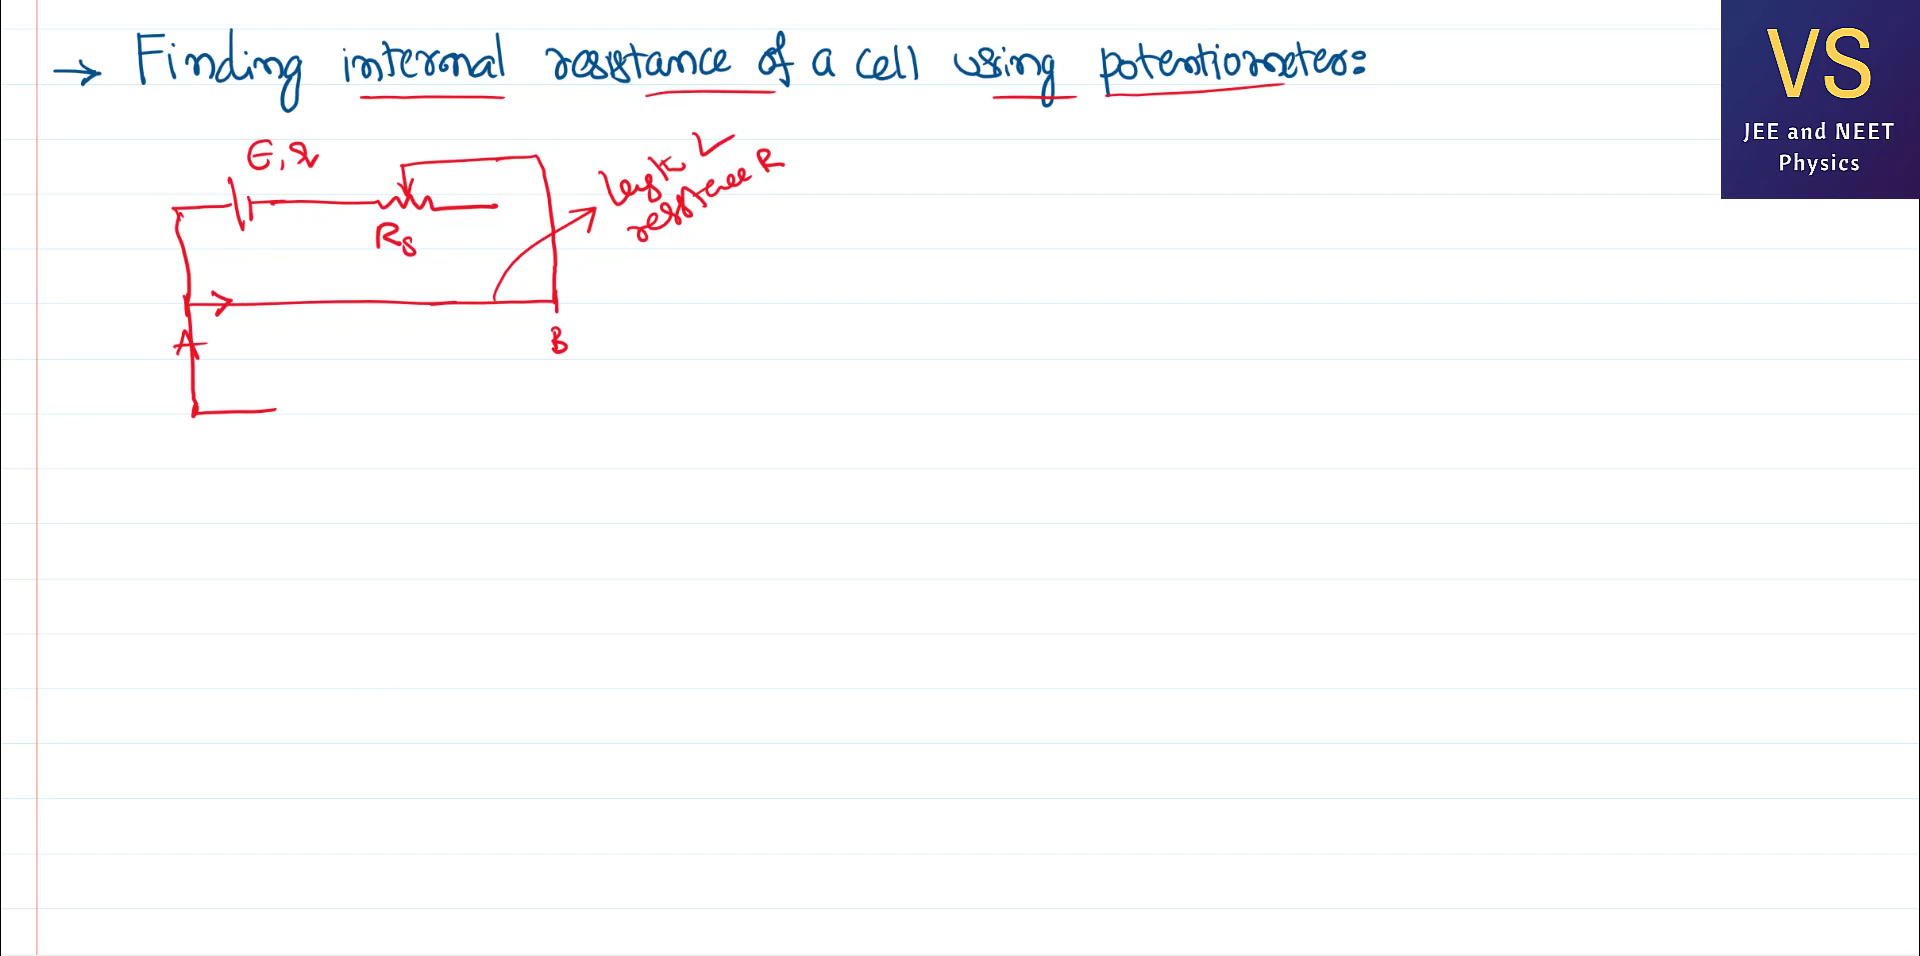 → Finding internal resistance of a cell using potentiometer:
VS
JEE and NEET
Physics
E, r
length L
resistance R
Rs
A
B